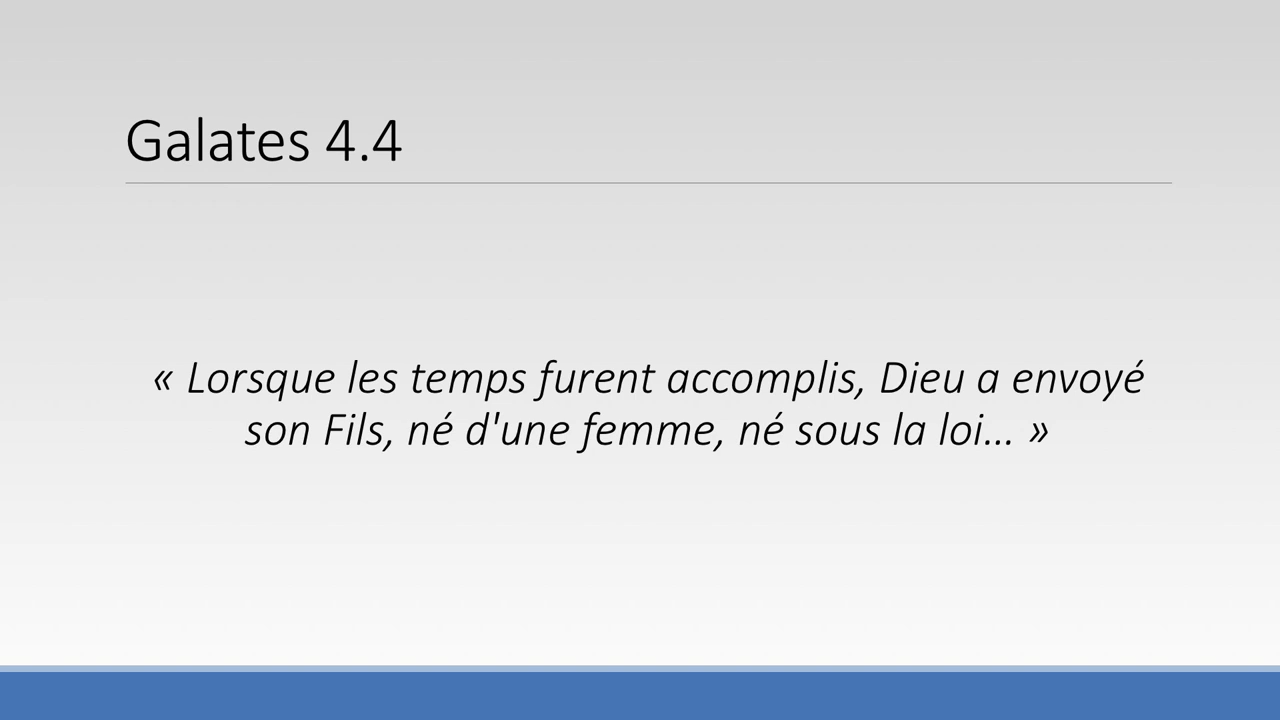 Galates 4.4
« Lorsque les temps furent accomplis, Dieu a envoyé
son Fils, né d'une femme, né sous la loi... »